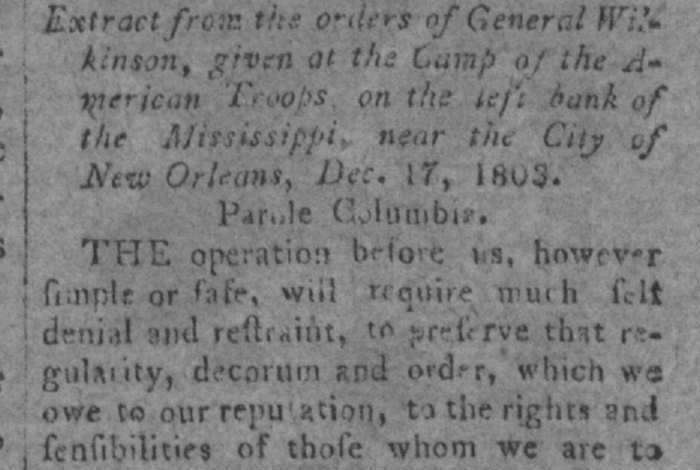 Extract from the orders of General Wil-
kinson, given at the Camp of the A-
merican Troops, on the left bank of
the Mississippi, near the City of
New Orleans, Dec. 17, 1803.
Parole Columbia.
THE operation before us, however
ſimple or ſafe, will require much ſelf
denial and reſtraint, to preſerve that re-
gularity, decorum and order, which we
owe to our reputation, to the rights and
ſenſibilities of thoſe whom we are to